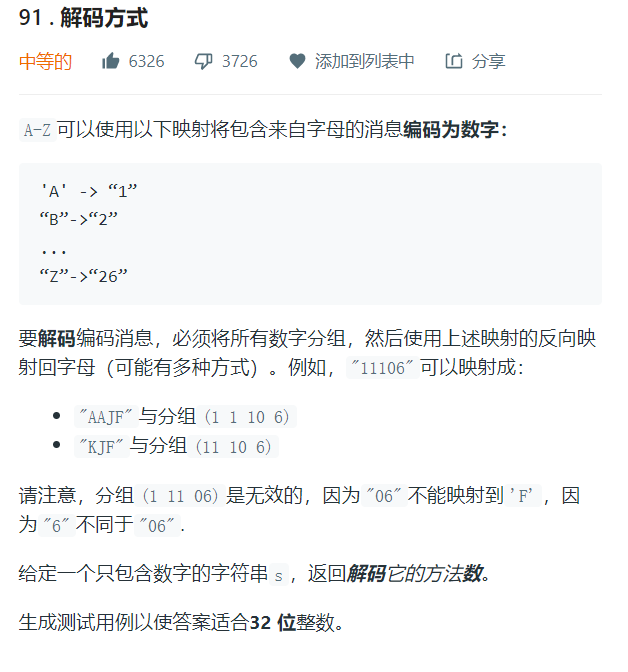 91 . 解码方式
中等的 6326 3726 添加到列表中 分享
A-Z 可以使用以下映射将包含来自字母的消息编码为数字：
'A' -> “1”
“B”->“2”
...
“Z”->“26”
要解码编码消息，必须将所有数字分组，然后使用上述映射的反向映
射回字母（可能有多种方式）。例如， "11106" 可以映射成：
• "AAJF" 与分组 (1 1 10 6)
• "KJF" 与分组 (11 10 6)
请注意，分组 (1 11 06) 是无效的，因为 "06" 不能映射到 'F' ，因
为 "6" 不同于 "06" .
给定一个只包含数字的字符串 s ，返回解码它的方法数。
生成测试用例以使答案适合32 位整数。